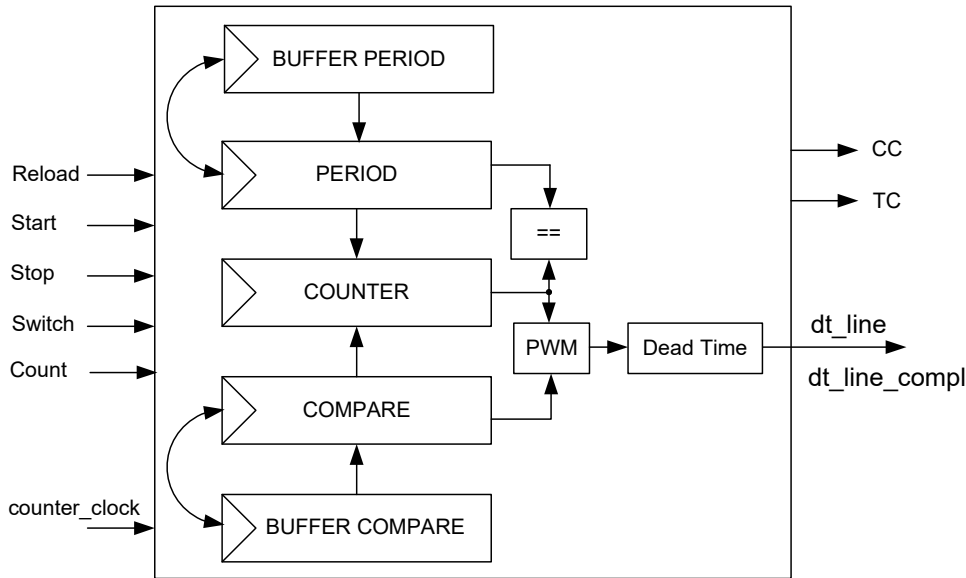 BUFFER PERIOD
PERIOD
Reload
Start
Stop
Switch
Count
counter_clock
==
COUNTER
PWM
Dead Time
COMPARE
BUFFER COMPARE
CC
TC
dt_line
dt_line_compl